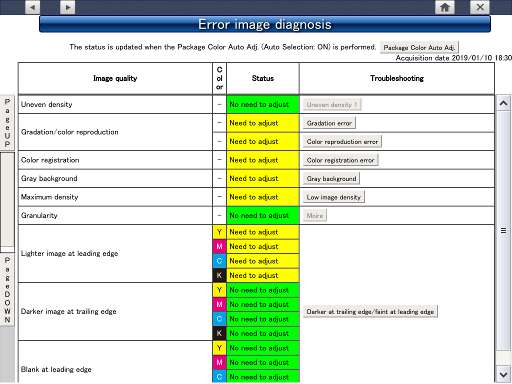 Error image diagnosis
The status is updated when the Package Color Auto Adj. (Auto Selection: ON) is performed. Package Color Auto Adj.
Acquisition date 2019/01/10 18:30
Image quality Color Status Troubleshooting
Uneven density – No need to adjust Uneven density 1
Gradation/color reproduction – Need to adjust Gradation error
– Need to adjust Color reproduction error
Color registration – Need to adjust Color registration error
Gray background – Need to adjust Gray background
Maximum density – Need to adjust Low image density
Granularity – No need to adjust Moire
Lighter image at leading edge
Y Need to adjust
M Need to adjust
C Need to adjust
K Need to adjust
Darker image at trailing edge
Y No need to adjust
M No need to adjust
C No need to adjust
K No need to adjust
Darker at trailing edge/faint at leading edge
Blank at leading edge
Y No need to adjust
M No need to adjust
C No need to adjust
PageUP
PageDOWN